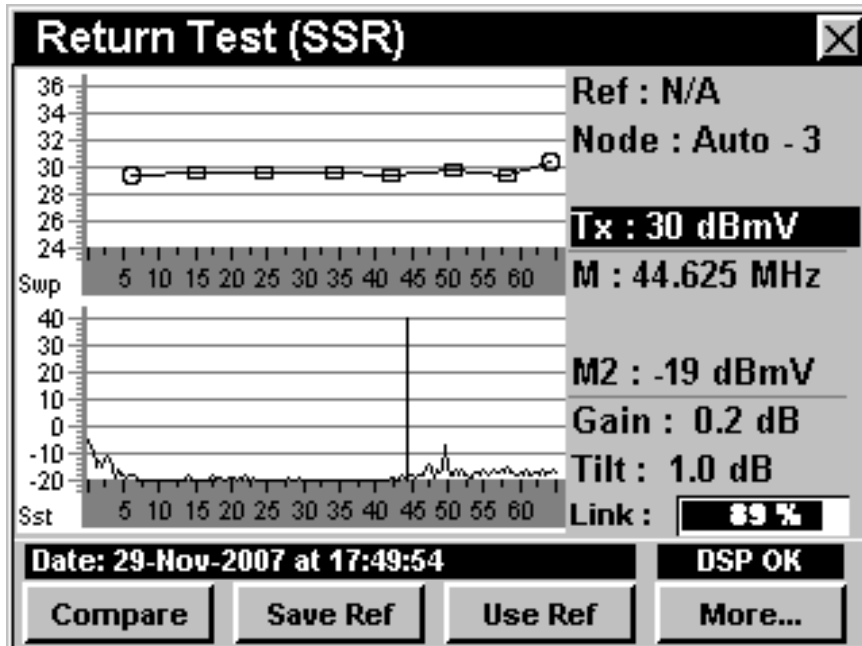 Return Test (SSR)
36
34
32
30
28
26
24
Swp
5 10 15 20 25 30 35 40 45 50 55 60
40
30
20
10
0
-10
-20
Sst
5 10 15 20 25 30 35 40 45 50 55 60
Ref : N/A
Node : Auto - 3
Tx : 30 dBmV
M : 44.625 MHz
M2 : -19 dBmV
Gain : 0.2 dB
Tilt : 1.0 dB
Link : 89 %
Date: 29-Nov-2007 at 17:49:54
DSP OK
Compare
Save Ref
Use Ref
More...